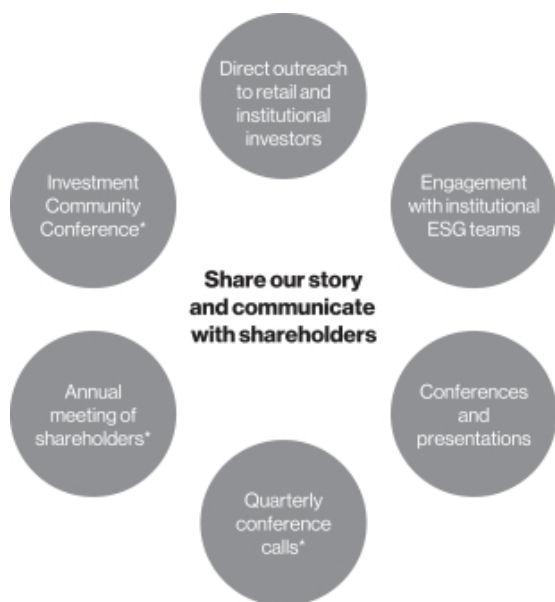 Direct outreach
to retail and
institutional
investors
Engagement
with institutional
ESG teams
Conferences
and
presentations
Quarterly
conference
calls*
Annual
meeting of
shareholders*
Investment
Community
Conference*
Share our story
and communicate
with shareholders